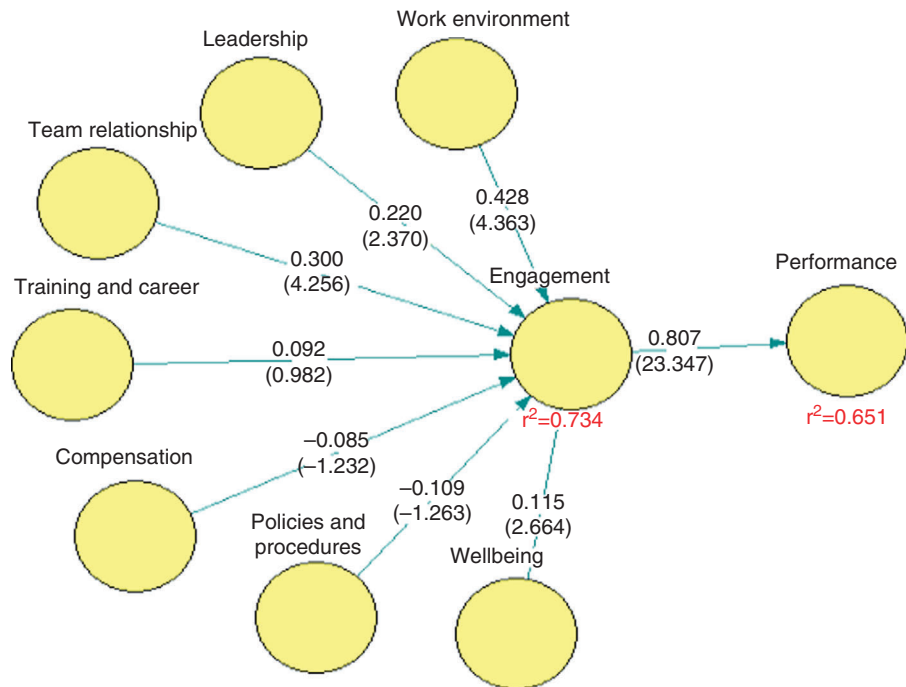 Work environment
Leadership
Team relationship
0.428
(4.363)
0.220
(2.370)
0.300
(4.256)
Engagement
Performance
Training and career
0.092
(0.982)
0.807
(23.347)
r²=0.734
r²=0.651
–0.085
(–1.232)
Compensation
–0.109
(–1.263)
0.115
(2.664)
Policies and
procedures
Wellbeing